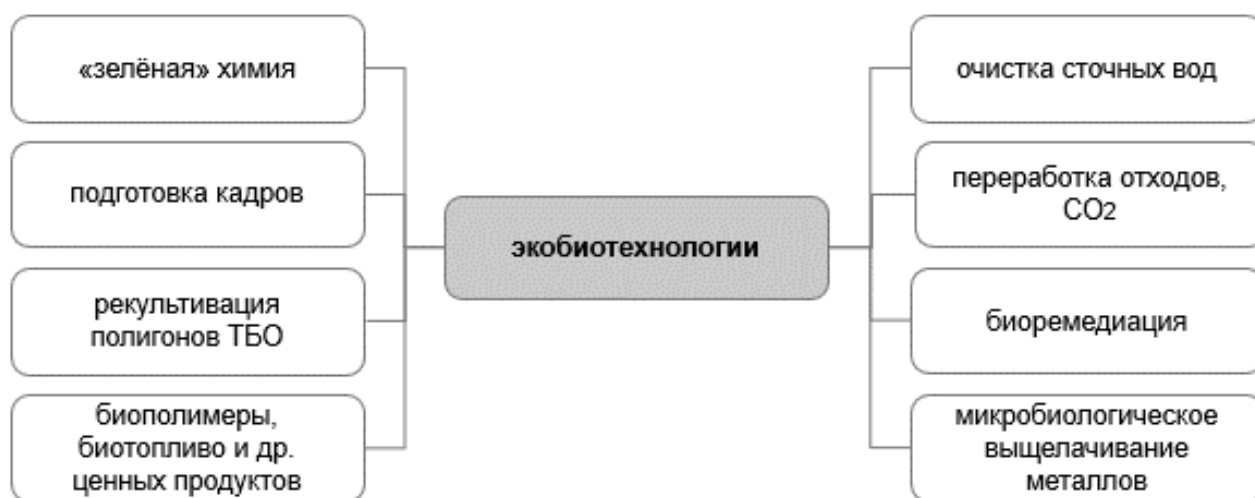 «зелёная» химия
подготовка кадров
рекультивация
полигонов ТБО
биополимеры,
биотопливо и др.
ценных продуктов
экобиотехнологии
очистка сточных вод
переработка отходов,
СО2
биоремедиация
микробиологическое
выщелачивание
металлов